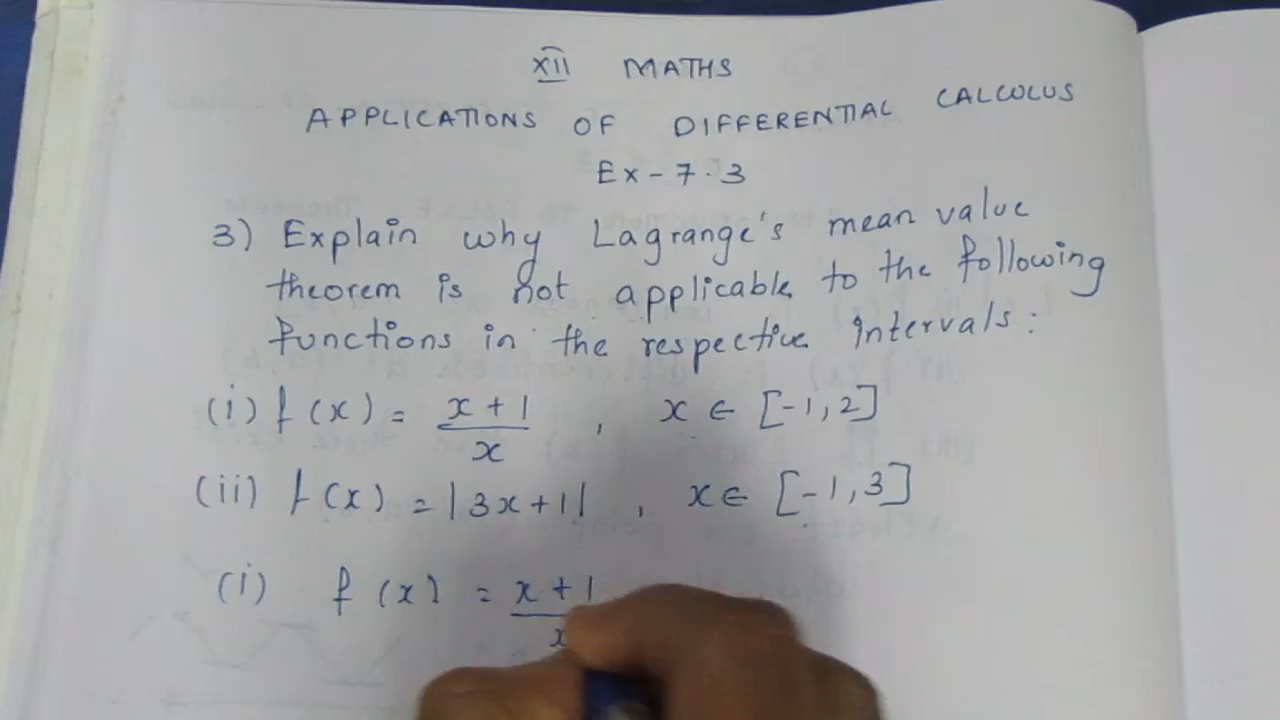 XII MATHS
APPLICATIONS OF DIFFERENTIAL CALCULUS
Ex - 7.3
3) Explain why Lagrange's mean value
theorem is not applicable to the following
functions in the respective intervals:
(i) f(x) = (x+1)/x , x ∈ [-1,2]
(ii) f(x) = |3x+1| , x ∈ [-1,3]
(i) f(x) = (x+1)/x